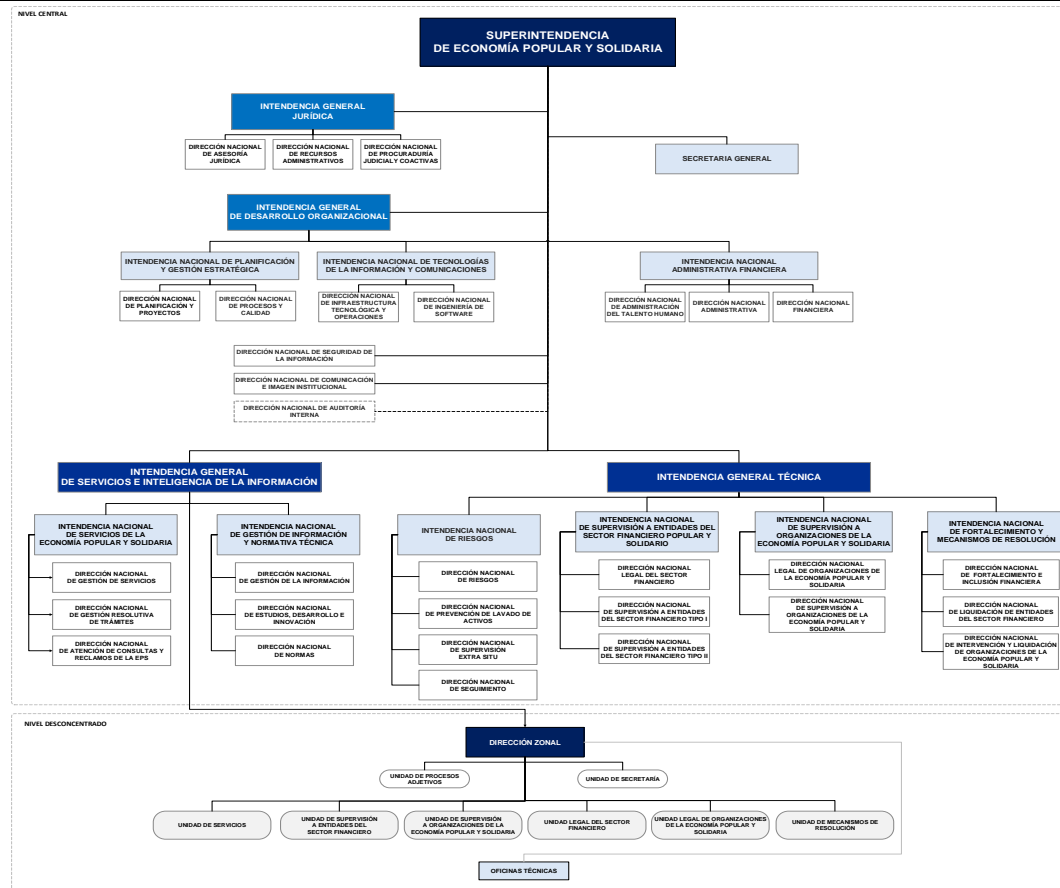 NIVEL CENTRAL
SUPERINTENDENCIA
DE ECONOMÍA POPULAR Y SOLIDARIA
INTENDENCIA GENERAL
JURÍDICA
DIRECCIÓN NACIONAL
DE ASESORÍA
JURÍDICA
DIRECCIÓN NACIONAL
DE RECURSOS
ADMINISTRATIVOS
DIRECCIÓN NACIONAL
DE PROCURADURÍA
JUDICIAL Y COACTIVAS
SECRETARIA GENERAL
INTENDENCIA GENERAL
DE DESARROLLO ORGANIZACIONAL
INTENDENCIA NACIONAL DE PLANIFICACIÓN
Y GESTIÓN ESTRATÉGICA
INTENDENCIA NACIONAL DE TECNOLOGÍAS
DE LA INFORMACIÓN Y COMUNICACIONES
INTENDENCIA NACIONAL
ADMINISTRATIVA FINANCIERA
DIRECCIÓN NACIONAL
DE PLANIFICACIÓN Y
PROYECTOS
DIRECCIÓN NACIONAL
DE PROCESOS Y
CALIDAD
DIRECCIÓN NACIONAL
DE INFRAESTRUCTURA
TECNOLÓGICA Y
OPERACIONES
DIRECCIÓN NACIONAL
DE INGENIERÍA DE
SOFTWARE
DIRECCIÓN NACIONAL
DE ADMINISTRACIÓN
DEL TALENTO HUMANO
DIRECCIÓN NACIONAL
ADMINISTRATIVA
DIRECCIÓN NACIONAL
FINANCIERA
DIRECCIÓN NACIONAL DE SEGURIDAD DE
LA INFORMACIÓN
DIRECCIÓN NACIONAL DE COMUNICACIÓN
E IMAGEN INSTITUCIONAL
DIRECCIÓN NACIONAL DE AUDITORÍA
INTERNA
INTENDENCIA GENERAL
DE SERVICIOS E INTELIGENCIA DE LA INFORMACIÓN
INTENDENCIA GENERAL TÉCNICA
INTENDENCIA NACIONAL
DE SERVICIOS DE LA
ECONOMÍA POPULAR Y SOLIDARIA
DIRECCIÓN NACIONAL
DE GESTIÓN DE SERVICIOS
DIRECCIÓN NACIONAL
DE GESTIÓN RESOLUTIVA
DE TRÁMITES
DIRECCIÓN NACIONAL
DE ATENCIÓN DE CONSULTAS Y
RECLAMOS DE LA EPS
INTENDENCIA NACIONAL
DE GESTIÓN DE INFORMACIÓN
Y NORMATIVA TÉCNICA
DIRECCIÓN NACIONAL
DE GESTIÓN DE LA INFORMACIÓN
DIRECCIÓN NACIONAL
DE ESTUDIOS, DESARROLLO E
INNOVACIÓN
DIRECCIÓN NACIONAL
DE NORMAS
INTENDENCIA NACIONAL
DE RIESGOS
DIRECCIÓN NACIONAL
DE RIESGOS
DIRECCIÓN NACIONAL
DE PREVENCIÓN DE LAVADO DE
ACTIVOS
DIRECCIÓN NACIONAL
DE SUPERVISIÓN
EXTRA SITU
DIRECCIÓN NACIONAL
DE SEGUIMIENTO
INTENDENCIA NACIONAL
DE SUPERVISIÓN A ENTIDADES DEL
SECTOR FINANCIERO POPULAR Y
SOLIDARIO
DIRECCIÓN NACIONAL
LEGAL DEL SECTOR
FINANCIERO
DIRECCIÓN NACIONAL
DE SUPERVISIÓN A ENTIDADES
DEL SECTOR FINANCIERO TIPO I
DIRECCIÓN NACIONAL
DE SUPERVISIÓN A ENTIDADES
DEL SECTOR FINANCIERO TIPO II
INTENDENCIA NACIONAL
DE SUPERVISIÓN A
ORGANIZACIONES DE LA
ECONOMÍA POPULAR Y SOLIDARIA
DIRECCIÓN NACIONAL
LEGAL DE ORGANIZACIONES DE
LA ECONOMÍA POPULAR Y
SOLIDARIA
DIRECCIÓN NACIONAL
DE SUPERVISIÓN A
ORGANIZACIONES DE LA
ECONOMÍA POPULAR Y
SOLIDARIA
INTENDENCIA NACIONAL
DE FORTALECIMIENTO Y
MECANISMOS DE RESOLUCIÓN
DIRECCIÓN NACIONAL
DE FORTALECIMIENTO E
INCLUSIÓN FINANCIERA
DIRECCIÓN NACIONAL
DE LIQUIDACIÓN DE ENTIDADES
DEL SECTOR FINANCIERO
DIRECCIÓN NACIONAL
DE INTERVENCIÓN Y LIQUIDACIÓN
DE ORGANIZACIONES DE LA
ECONOMÍA POPULAR Y
SOLIDARIA
NIVEL DESCONCENTRADO
DIRECCIÓN ZONAL
UNIDAD DE PROCESOS
ADJETIVOS
UNIDAD DE SECRETARÍA
UNIDAD DE SERVICIOS
UNIDAD DE SUPERVISIÓN
A ENTIDADES DEL
SECTOR FINANCIERO
UNIDAD DE SUPERVISIÓN
A ORGANIZACIONES DE LA
ECONOMÍA POPULAR Y SOLIDARIA
UNIDAD LEGAL DEL SECTOR
FINANCIERO
UNIDAD LEGAL DE ORGANIZACIONES
DE LA ECONOMÍA POPULAR Y
SOLIDARIA
UNIDAD DE MECANISMOS DE
RESOLUCIÓN
OFICINAS TÉCNICAS